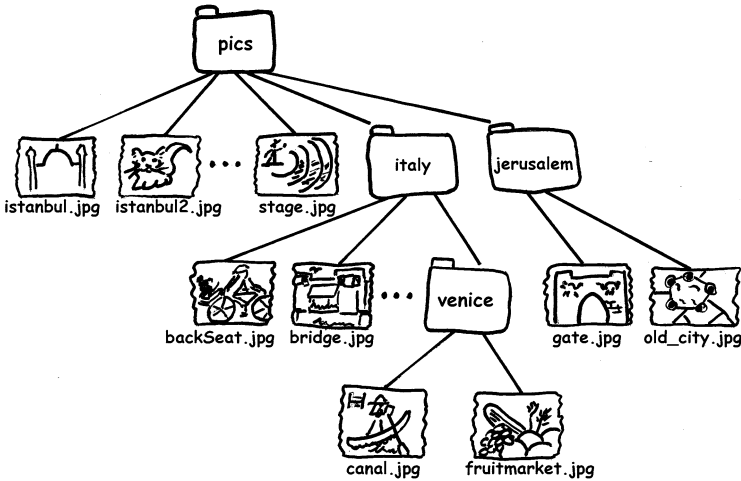 pics
istanbul.jpg
istanbul2.jpg
...
stage.jpg
italy
jerusalem
backSeat.jpg
bridge.jpg
...
venice
gate.jpg
old_city.jpg
canal.jpg
fruitmarket.jpg